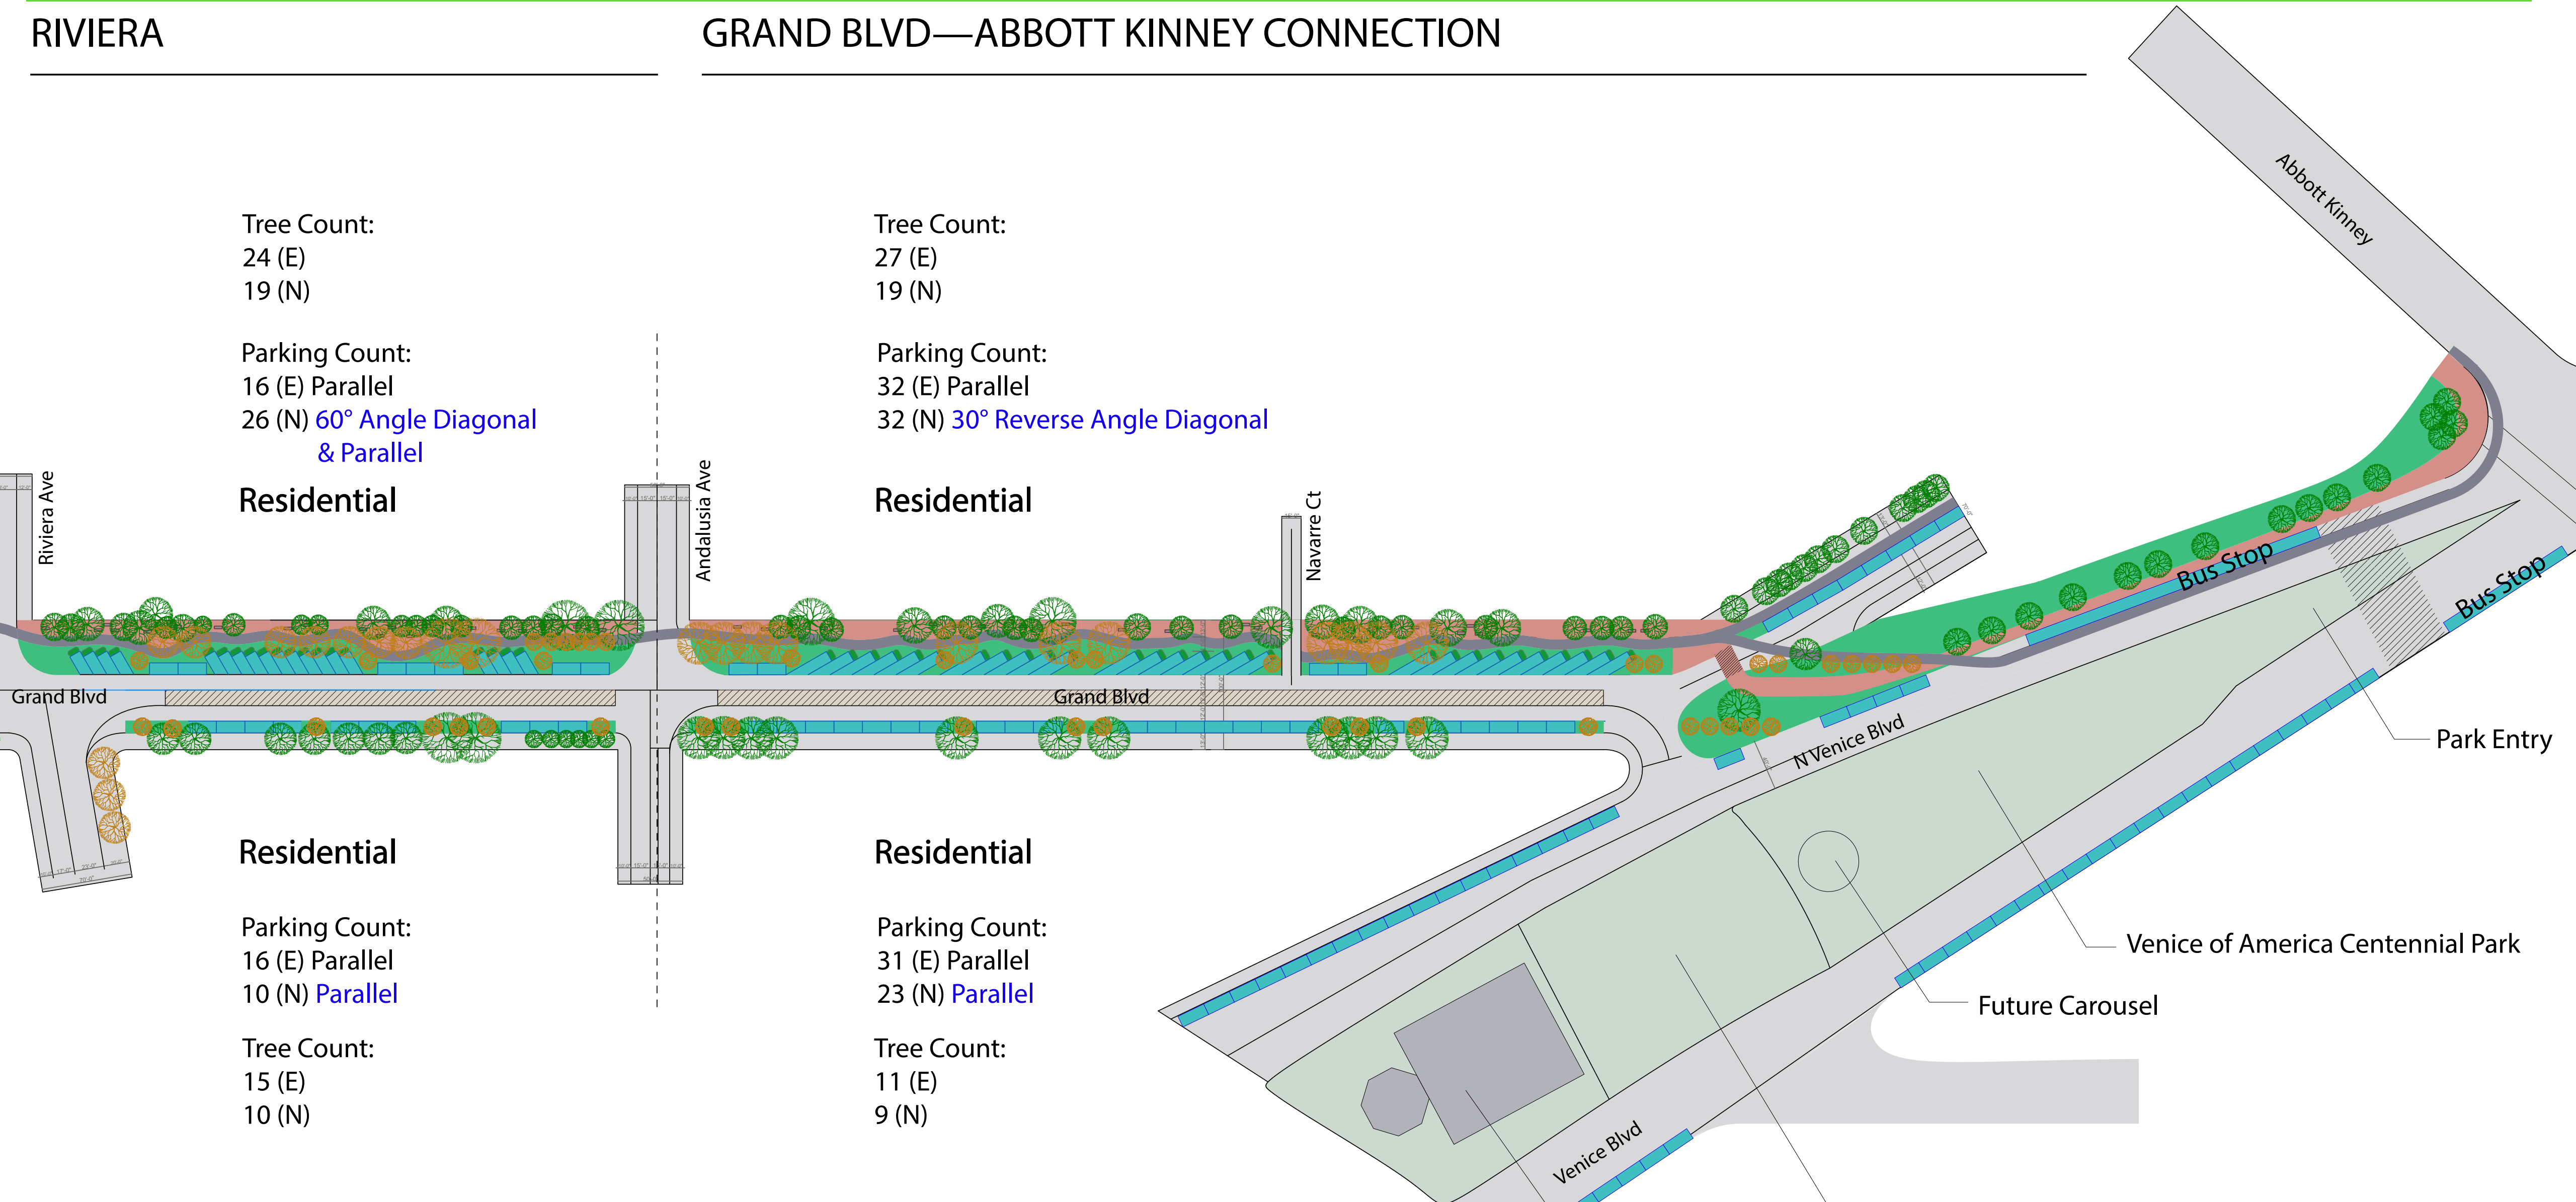 RIVIERA
GRAND BLVD—ABBOTT KINNEY CONNECTION
Abbott Kinney
Tree Count:
24 (E)
19 (N)
Parking Count:
16 (E) Parallel
26 (N) 60° Angle Diagonal
& Parallel
Residential
Tree Count:
27 (E)
19 (N)
Parking Count:
32 (E) Parallel
32 (N) 30° Reverse Angle Diagonal
Residential
Riviera Ave
Andalusia Ave
Navarre Ct
Bus Stop
Bus Stop
Grand Blvd
Grand Blvd
N Venice Blvd
Park Entry
Residential
Parking Count:
16 (E) Parallel
10 (N) Parallel
Tree Count:
15 (E)
10 (N)
Residential
Parking Count:
31 (E) Parallel
23 (N) Parallel
Tree Count:
11 (E)
9 (N)
Venice of America Centennial Park
Future Carousel
Venice Blvd